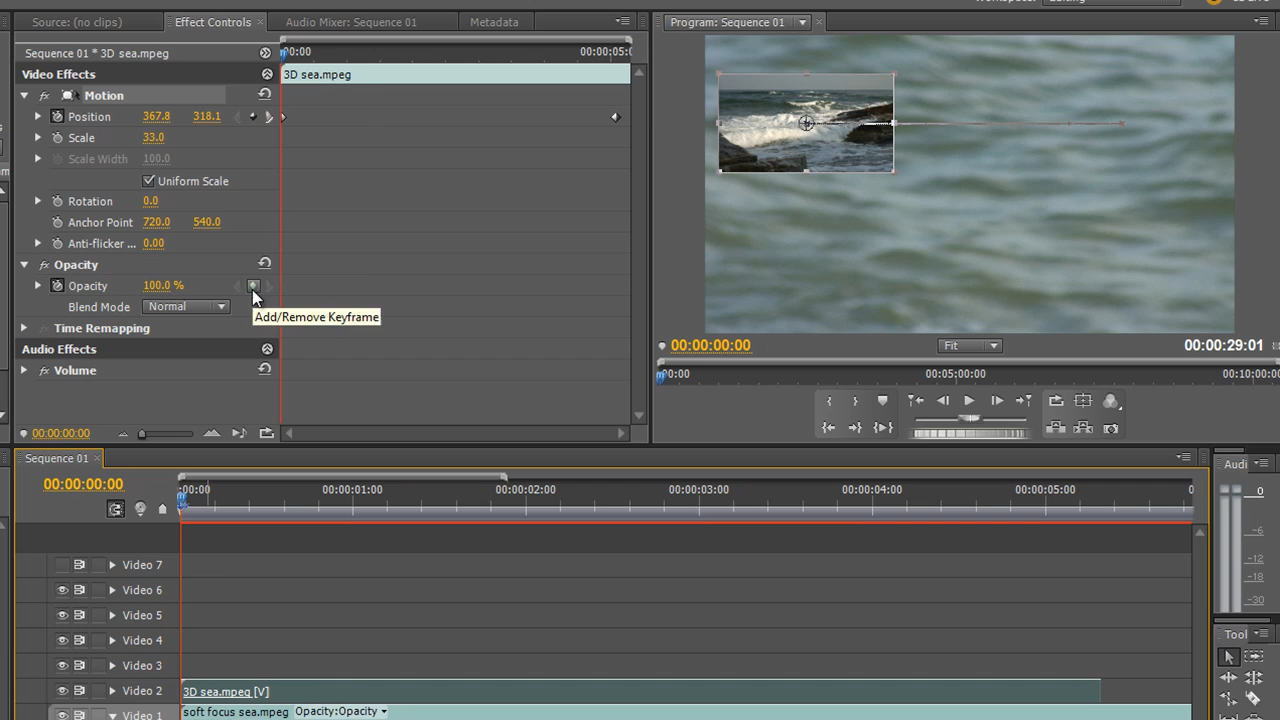 Source: (no clips)
Effect Controls
Audio Mixer: Sequence 01
Metadata
Program: Sequence 01
Sequence 01 * 3D sea.mpeg
00:00
00:00:05:0
Video Effects
3D sea.mpeg
fx Motion
Position 367.8 318.1
Scale 33.0
Scale Width 100.0
Uniform Scale
Rotation 0.0
Anchor Point 720.0 540.0
Anti-flicker ... 0.00
fx Opacity
Opacity 100.0 %
Blend Mode Normal
Add/Remove Keyframe
Time Remapping
Audio Effects
fx Volume
00:00:00:00
00:00:00:00
Fit
00:00:29:01
00:00
00:05:00:00
00:10:00:0
Sequence 01
00:00:00:00
:00:00
00:00:01:00
00:00:02:00
00:00:03:00
00:00:04:00
00:00:05:00
0
Audi
0
-6
-12
-18
-30
Tool
Video 7
Video 6
Video 5
Video 4
Video 3
Video 2
3D sea.mpeg [V]
Video 1
soft focus sea.mpeg Opacity:Opacity